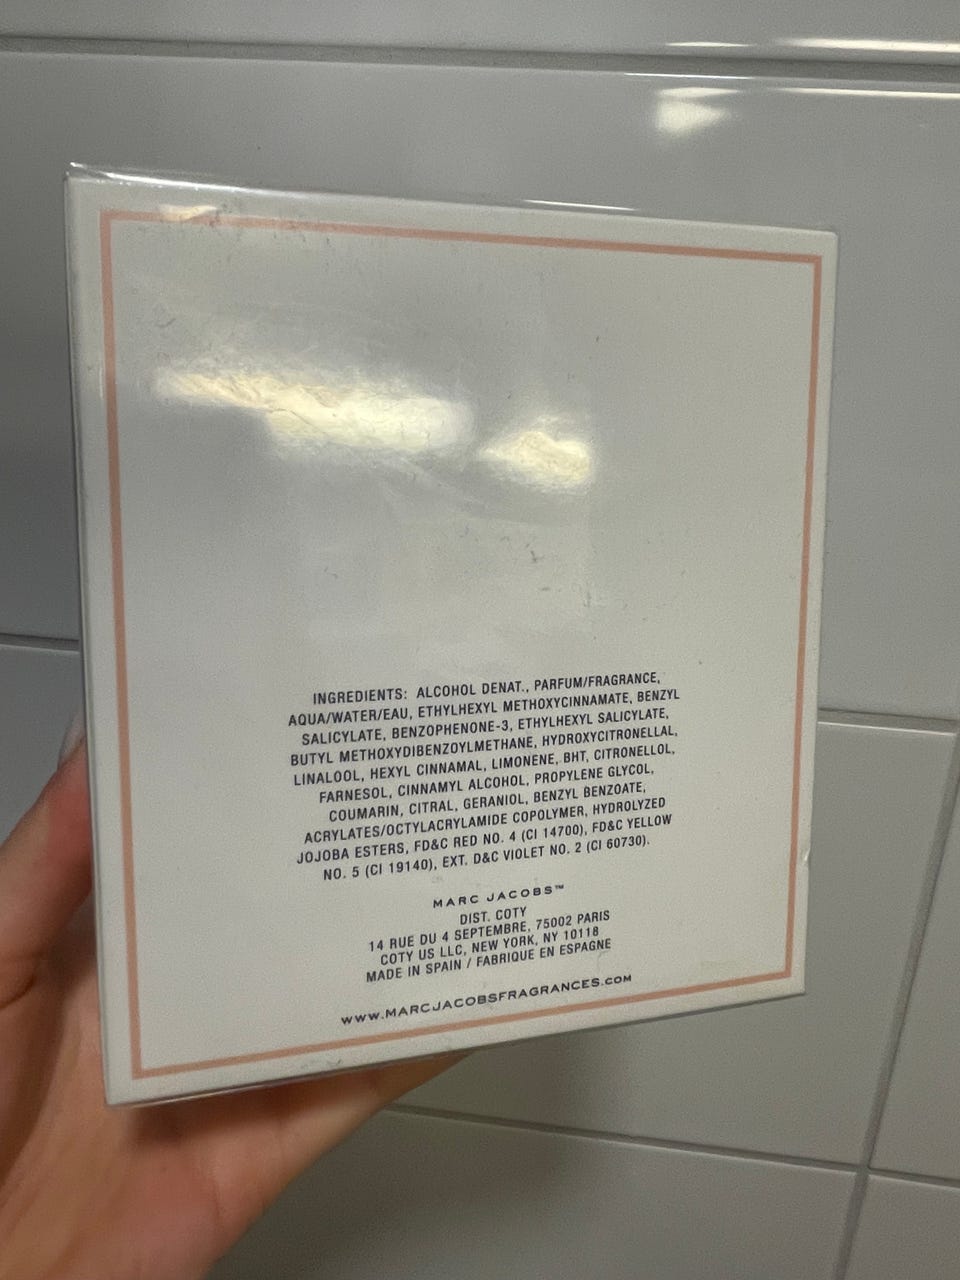 INGREDIENTS: ALCOHOL DENAT., PARFUM/FRAGRANCE,
AQUA/WATER/EAU, ETHYLHEXYL METHOXYCINNAMATE, BENZYL
SALICYLATE, BENZOPHENONE-3, ETHYLHEXYL SALICYLATE,
BUTYL METHOXYDIBENZOYLMETHANE, HYDROXYCITRONELLAL,
LINALOOL, HEXYL CINNAMAL, LIMONENE, BHT, CITRONELLOL,
FARNESOL, CINNAMYL ALCOHOL, PROPYLENE GLYCOL,
COUMARIN, CITRAL, GERANIOL, BENZYL BENZOATE,
ACRYLATES/OCTYLACRYLAMIDE COPOLYMER, HYDROLYZED
JOJOBA ESTERS, FD&C RED NO. 4 (CI 14700), FD&C YELLOW
NO. 5 (CI 19140), EXT. D&C VIOLET NO. 2 (CI 60730).
MARC JACOBS™
DIST. COTY
14 RUE DU 4 SEPTEMBRE, 75002 PARIS
COTY US LLC, NEW YORK, NY 10118
MADE IN SPAIN / FABRIQUE EN ESPAGNE
WWW.MARCJACOBSFRAGRANCES.COM